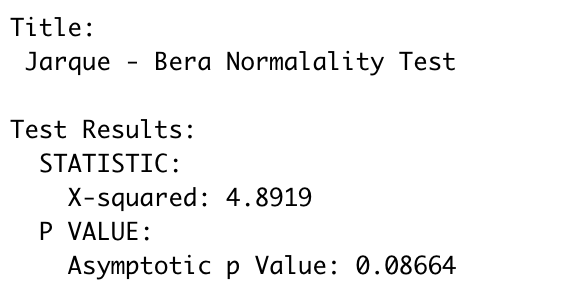 Title:
Jarque - Bera Normalality Test
Test Results:
STATISTIC:
X-squared: 4.8919
P VALUE:
Asymptotic p Value: 0.08664